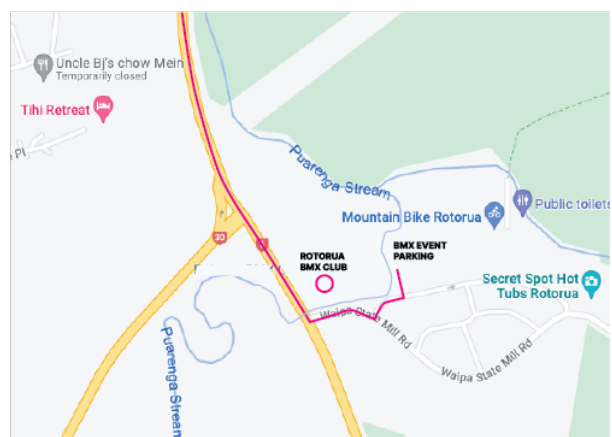 Uncle Bj's chow Mein
Temporarily closed
Tihi Retreat
e Pl
Puarenga Stream
Mountain Bike Rotorua
Public toilets
30
ROTORUA
BMX CLUB
BMX EVENT
PARKING
Secret Spot Hot
Tubs Rotorua
Waipa State Mill Rd
Waipa State Mill Rd
Puarenga
Stream